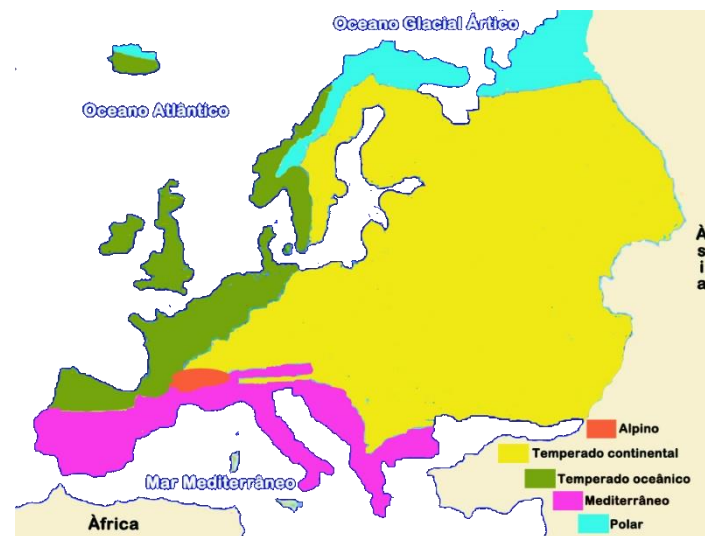 Oceano Glacial Ártico
Oceano Atlântico
À
s
i
a
Alpino
Temperado continental
Temperado oceânico
Mediterrâneo
Polar
Mar Mediterrâneo
Àfrica